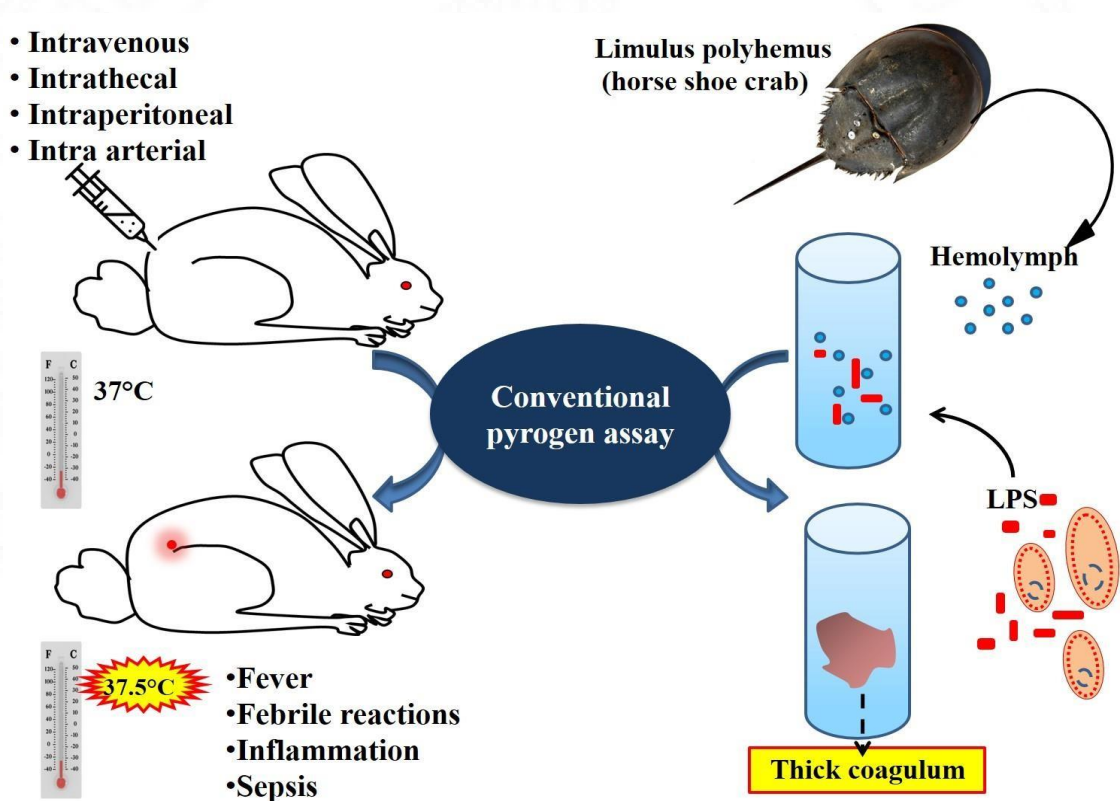 • Intravenous
• Intrathecal
• Intraperitoneal
• Intra arterial
Limulus polyhemus
(horse shoe crab)
Hemolymph
F C
37°C
Conventional
pyrogen assay
LPS
F C
37.5°C
•Fever
•Febrile reactions
•Inflammation
•Sepsis
Thick coagulum